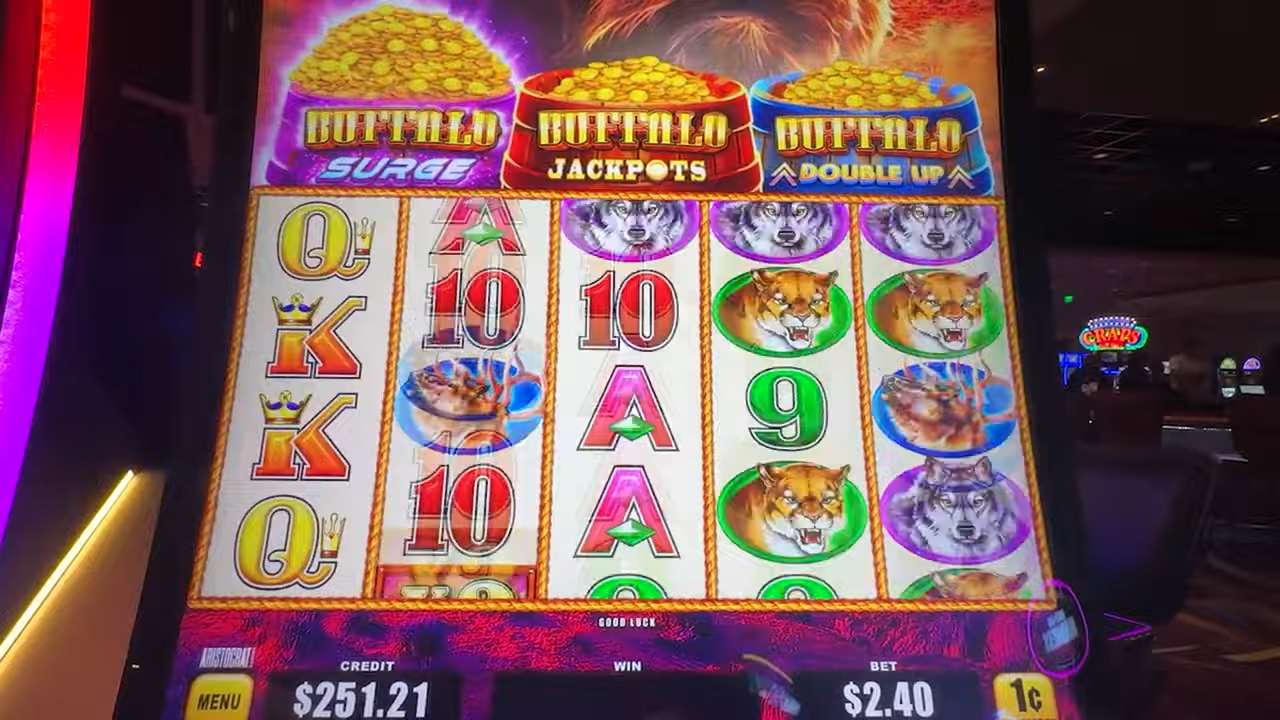 BUFFALO BUFFALO BUFFALO
SURGE JACKPOTS DOUBLE UP
Q A
K 10 10
K A 9
Q 10 A
GOOD LUCK
ARISTOCRAT
CREDIT WIN BET
MENU $251.21 $2.40 1¢
CRAPS